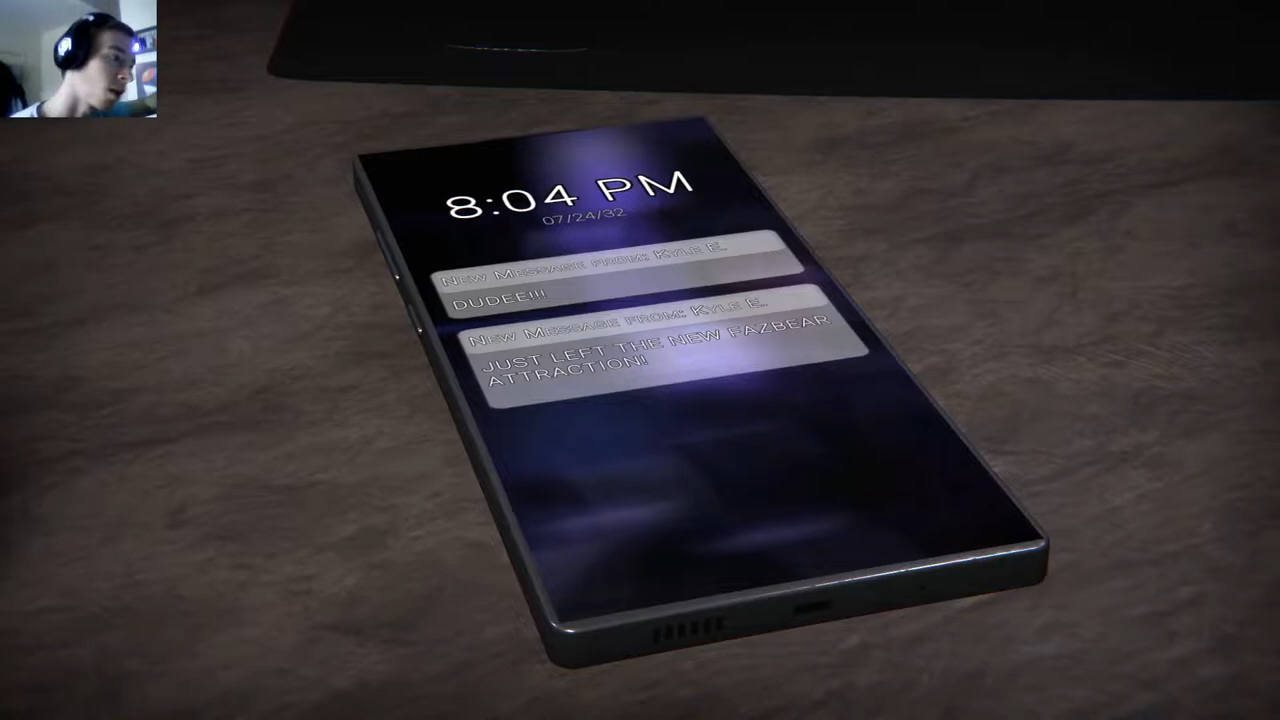 8:04 PM
07/24/32
New Message from: Kyle E.
DUDEE!!!
New Message from: Kyle E.
JUST LEFT THE NEW FAZBEAR
ATTRACTION!